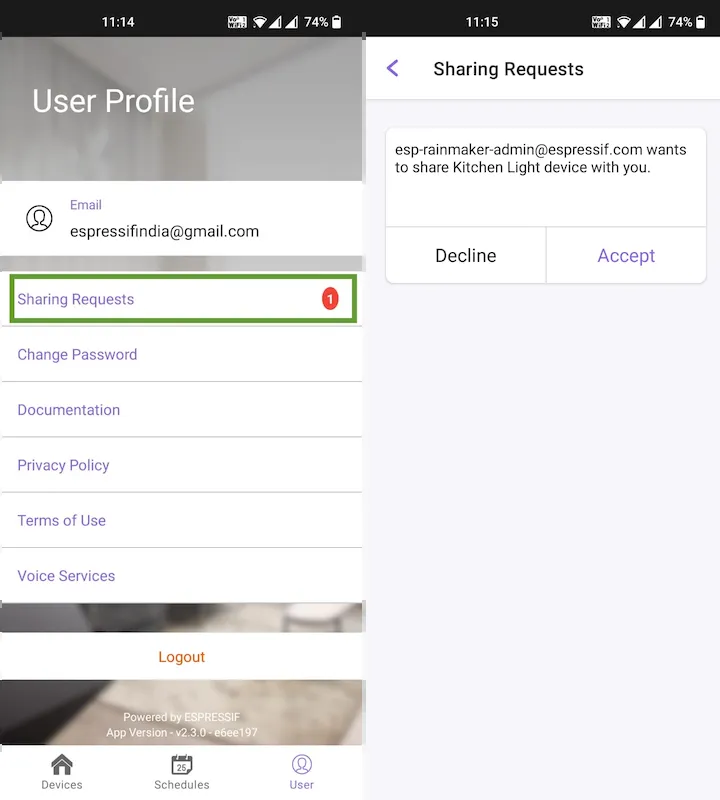 11:14
Vo» WiFi2
74%
User Profile
Email
espressifindia@gmail.com
Sharing Requests
1
Change Password
Documentation
Privacy Policy
Terms of Use
Voice Services
Logout
Powered by ESPRESSIF
App Version - v2.3.0 - e6ee197
Devices
25
Schedules
User
11:15
74%
Sharing Requests
esp-rainmaker-admin@espressif.com wants
to share Kitchen Light device with you.
Decline
Accept